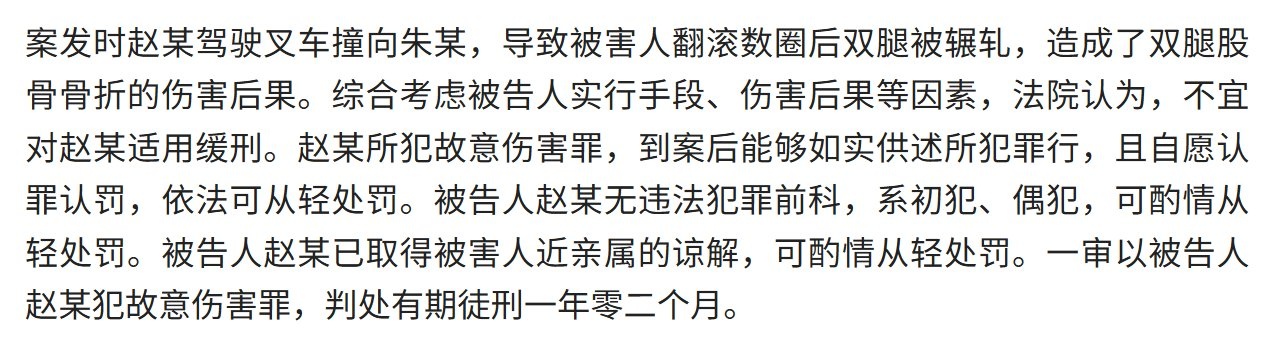 案发时赵某驾驶叉车撞向朱某，导致被害人翻滚数圈后双腿被辗轧，造成了双腿股
骨骨折的伤害后果。综合考虑被告人实行手段、伤害后果等因素，法院认为，不宜
对赵某适用缓刑。赵某所犯故意伤害罪，到案后能够如实供述所犯罪行，且自愿认
罪认罚，依法可从轻处罚。被告人赵某无违法犯罪前科，系初犯、偶犯，可酌情从
轻处罚。被告人赵某已取得被害人近亲属的谅解，可酌情从轻处罚。一审以被告人
赵某犯故意伤害罪，判处有期徒刑一年零二个月。